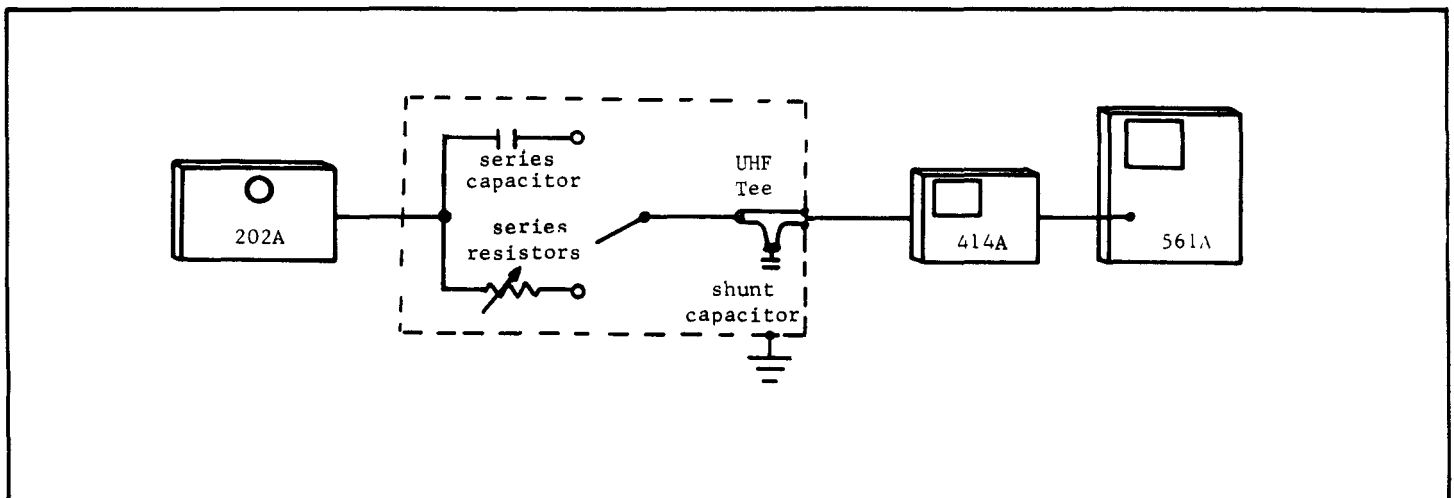 202A
series
capacitor
series
resistors
UHF
Tee
shunt
capacitor
414A
561A